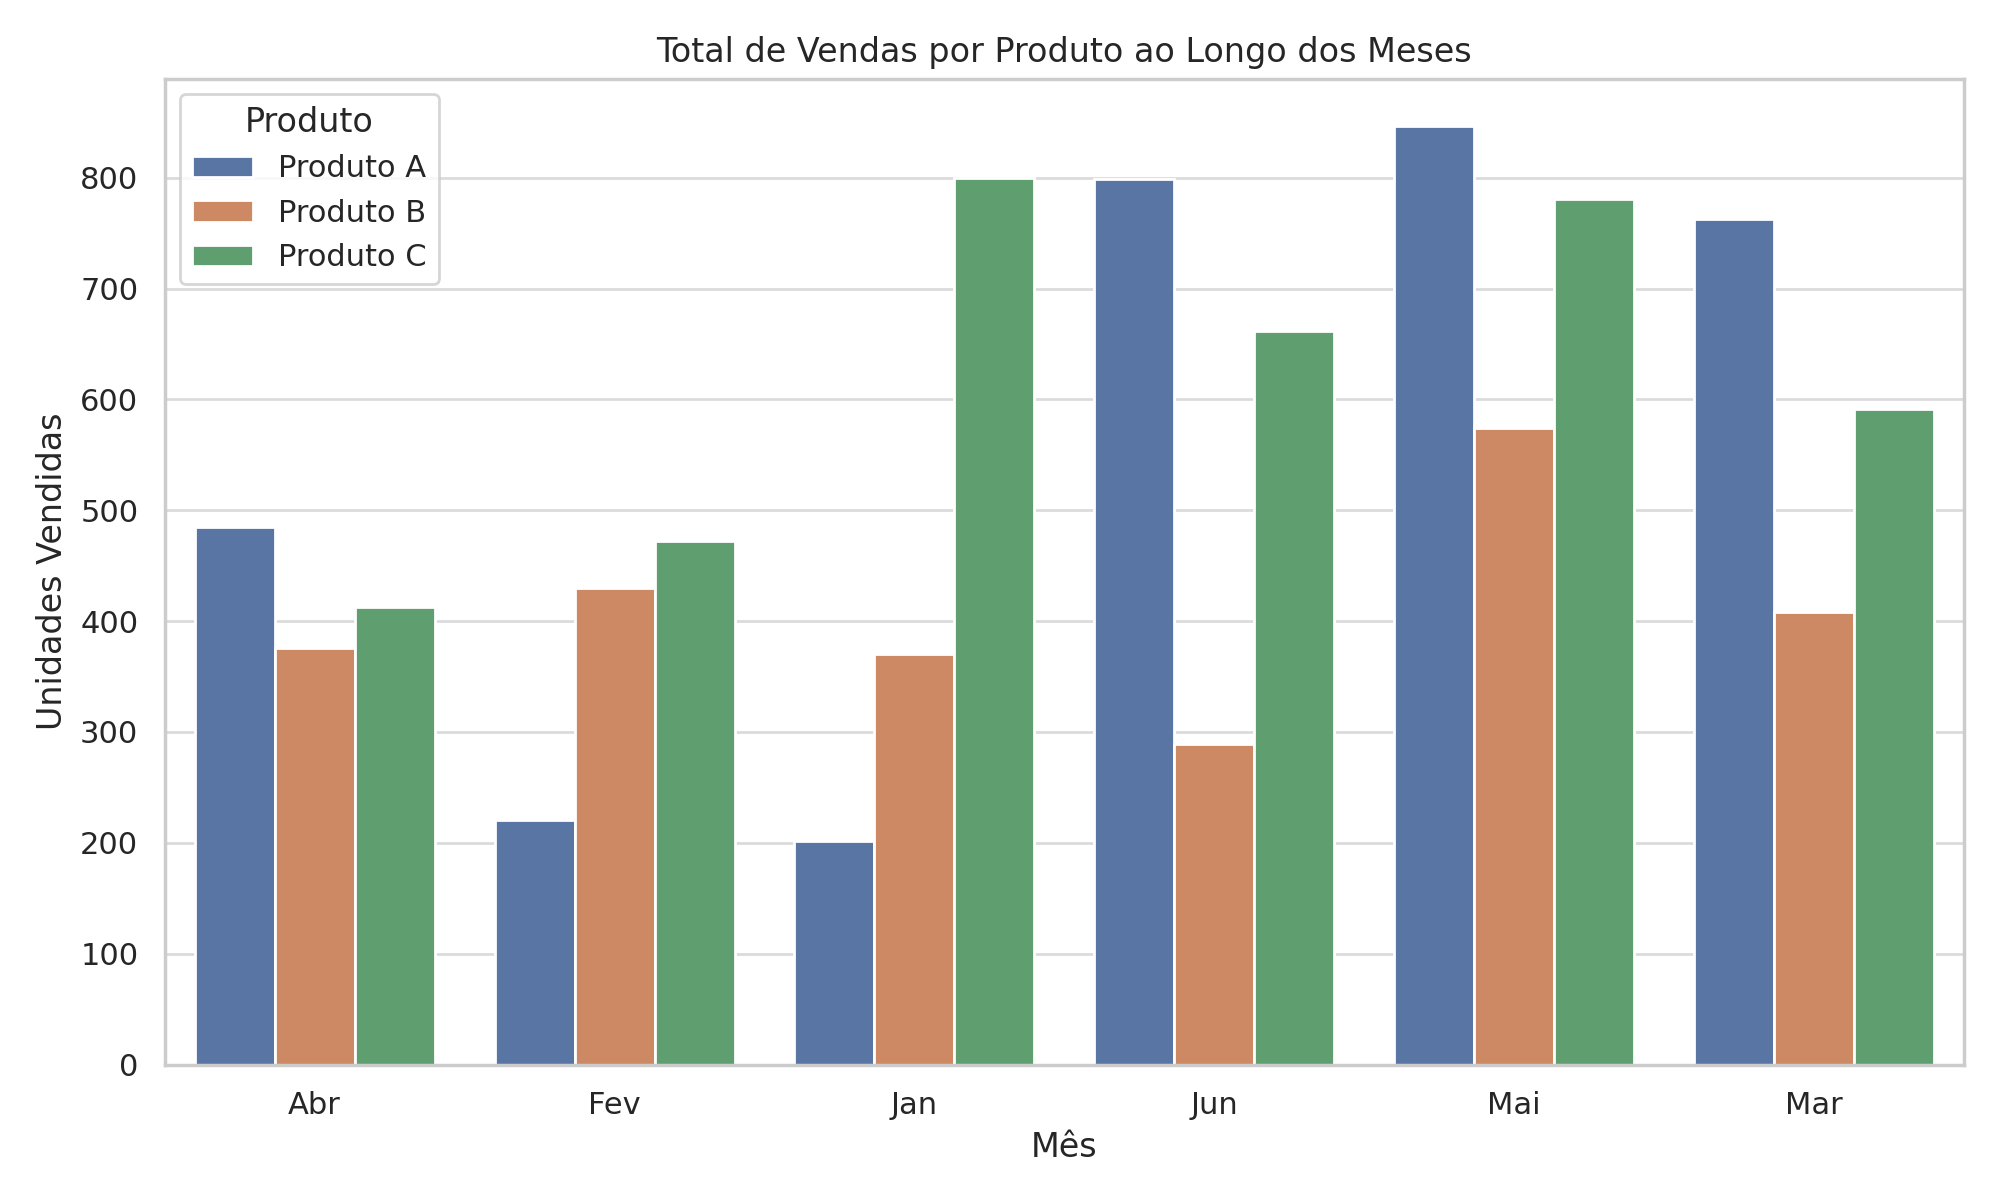 Total de Vendas por Produto ao Longo dos Meses
Produto
Produto A
Produto B
Produto C
Unidades Vendidas
800
700
600
500
400
300
200
100
0
Abr Fev Jan Jun Mai Mar
Mês